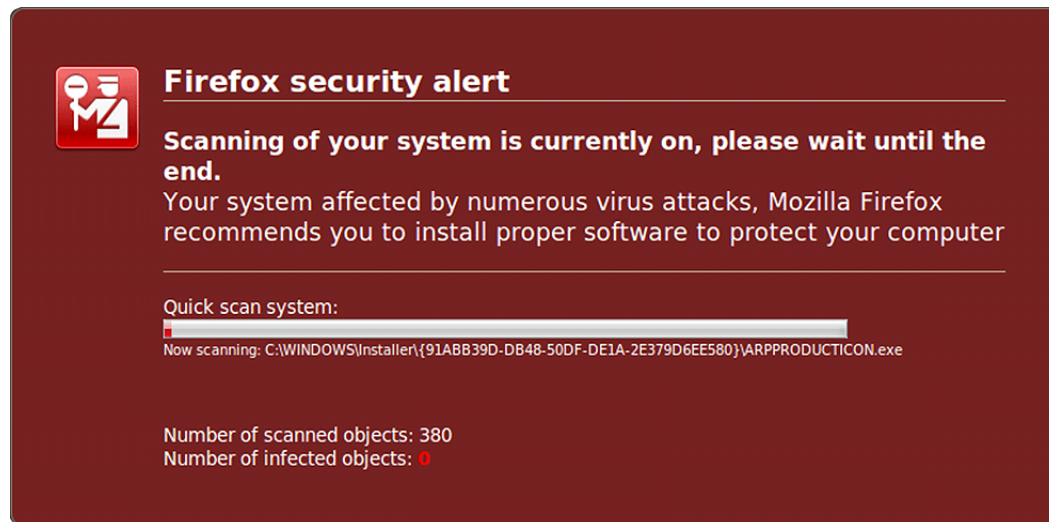 Firefox security alert
Scanning of your system is currently on, please wait until the
end.
Your system affected by numerous virus attacks, Mozilla Firefox
recommends you to install proper software to protect your computer
Quick scan system:
Now scanning: C:\WINDOWS\Installer\{91ABB39D-DB48-50DF-DE1A-2E379D6EE580}\ARPPRODUCTICON.exe
Number of scanned objects: 380
Number of infected objects: 0